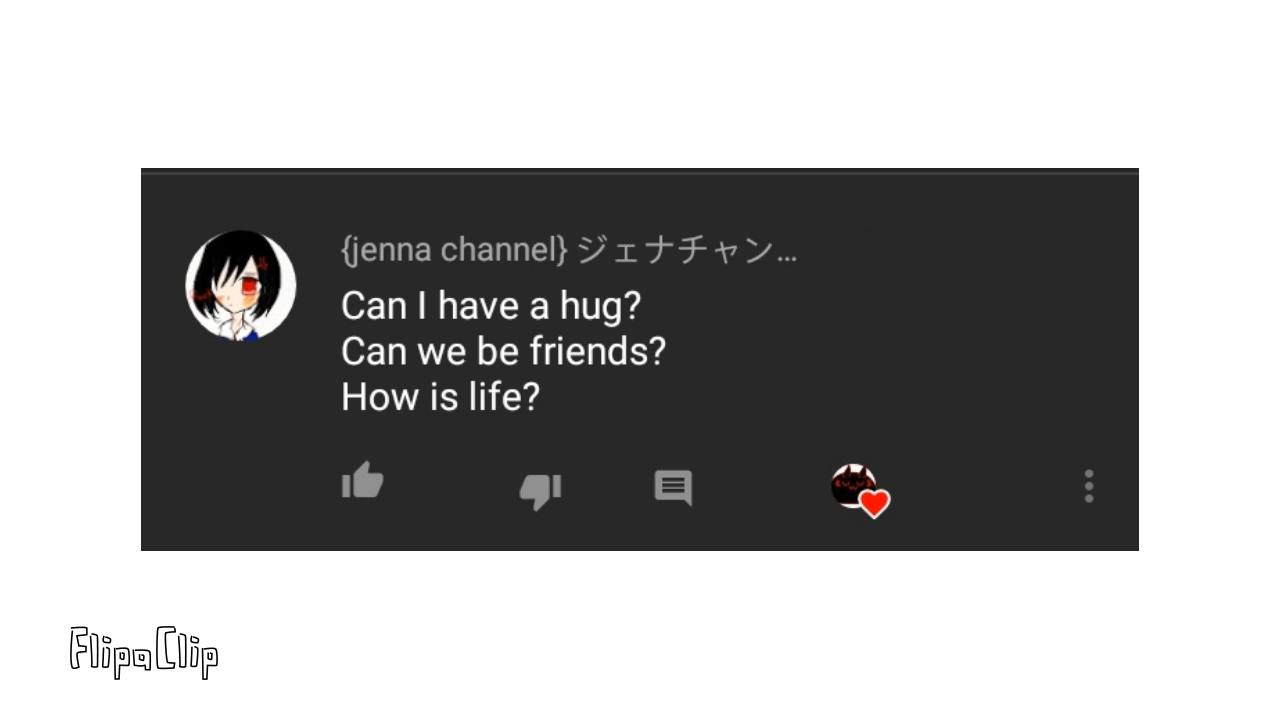 {jenna channel} ジェナチャン...
Can I have a hug?
Can we be friends?
How is life?
FlipaClip